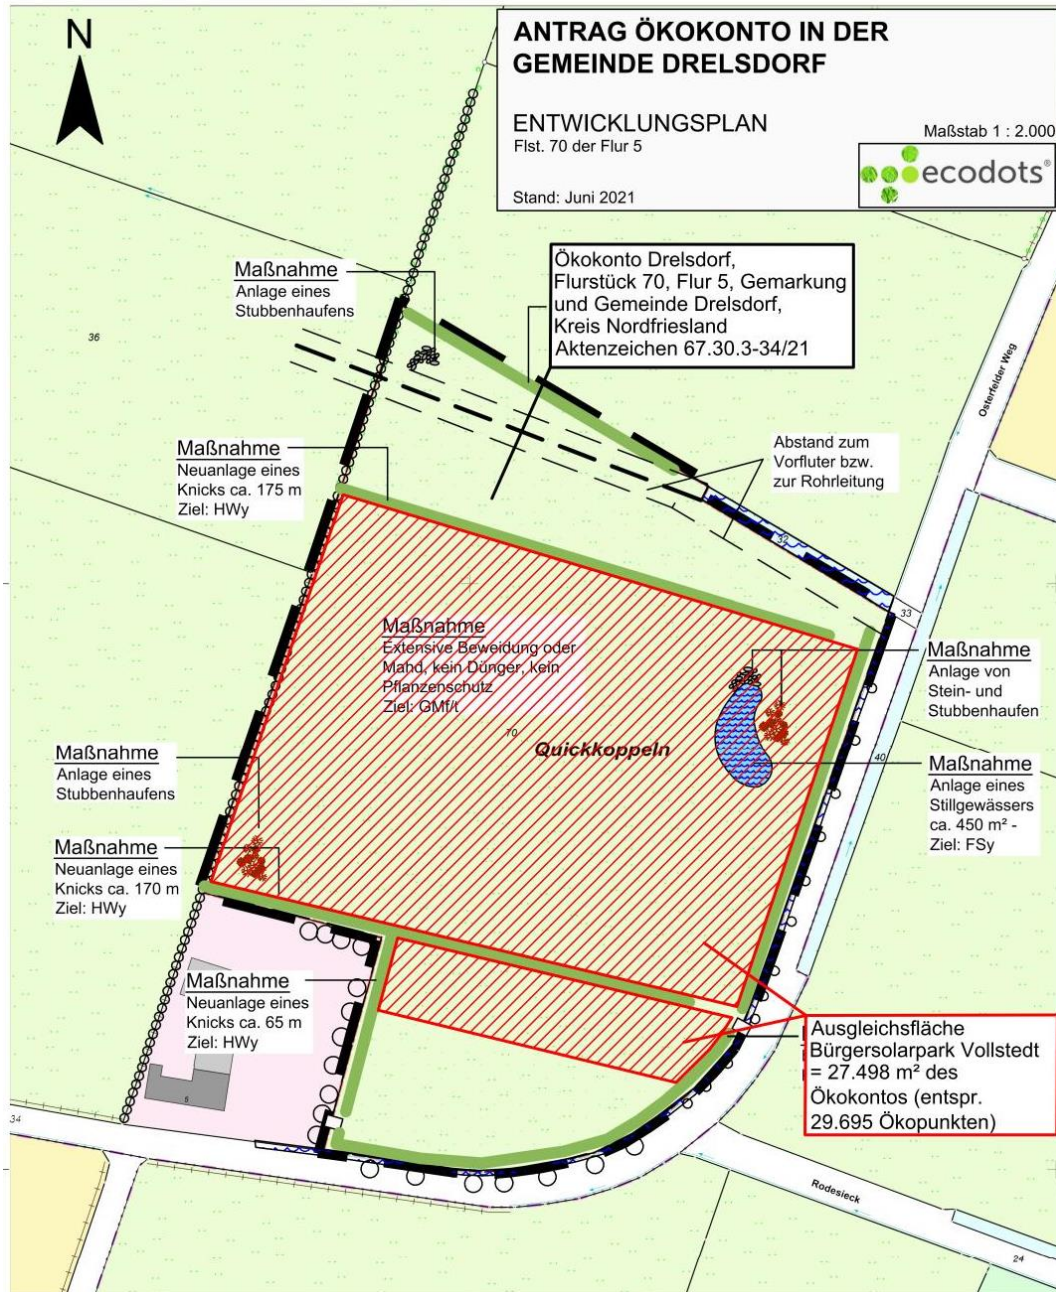 N
ANTRAG ÖKOKONTO IN DER
GEMEINDE DRELSDORF
ENTWICKLUNGSPLAN
Flst. 70 der Flur 5
Maßstab 1 : 2.000
ecodots®
Stand: Juni 2021
Ökokonto Drelsdorf,
Flurstück 70, Flur 5, Gemarkung
und Gemeinde Drelsdorf,
Kreis Nordfriesland
Aktenzeichen 67.30.3-34/21
Maßnahme
Anlage eines
Stubbenhaufens
36
Osterfelder Weg
Maßnahme
Neuanlage eines
Knicks ca. 175 m
Ziel: HWy
Abstand zum
Vorfluter bzw.
zur Rohrleitung
32
33
Maßnahme
Extensive Beweidung oder
Mahd, kein Dünger, kein
Pflanzenschutz
Ziel: GMf/t
70
Quickkoppeln
Maßnahme
Anlage von
Stein- und
Stubbenhaufen
40
Maßnahme
Anlage eines
Stubbenhaufens
Maßnahme
Anlage eines
Stillgewässers
ca. 450 m² -
Ziel: FSy
Maßnahme
Neuanlage eines
Knicks ca. 170 m
Ziel: HWy
Maßnahme
Neuanlage eines
Knicks ca. 65 m
Ziel: HWy
Ausgleichsfläche
Bürgersolarpark Vollstedt
= 27.498 m² des
Ökokontos (entspr.
29.695 Ökopunkten)
34
Rodesieck
24